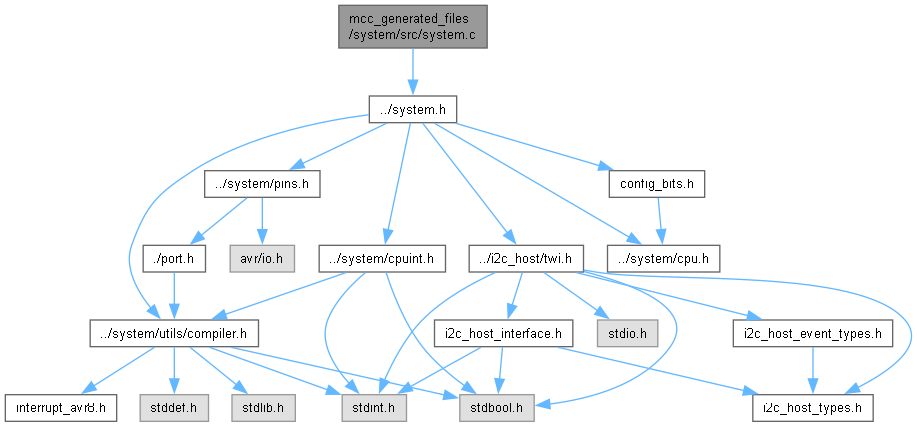 mcc_generated_files
/system/src/system.c
../system.h
../system/pins.h
config_bits.h
./port.h
avr/io.h
../system/cpuint.h
../i2c_host/twi.h
../system/cpu.h
../system/utils/compiler.h
i2c_host_interface.h
stdio.h
i2c_host_event_types.h
interrupt_avr8.h
stddef.h
stdlib.h
stdint.h
stdbool.h
i2c_host_types.h